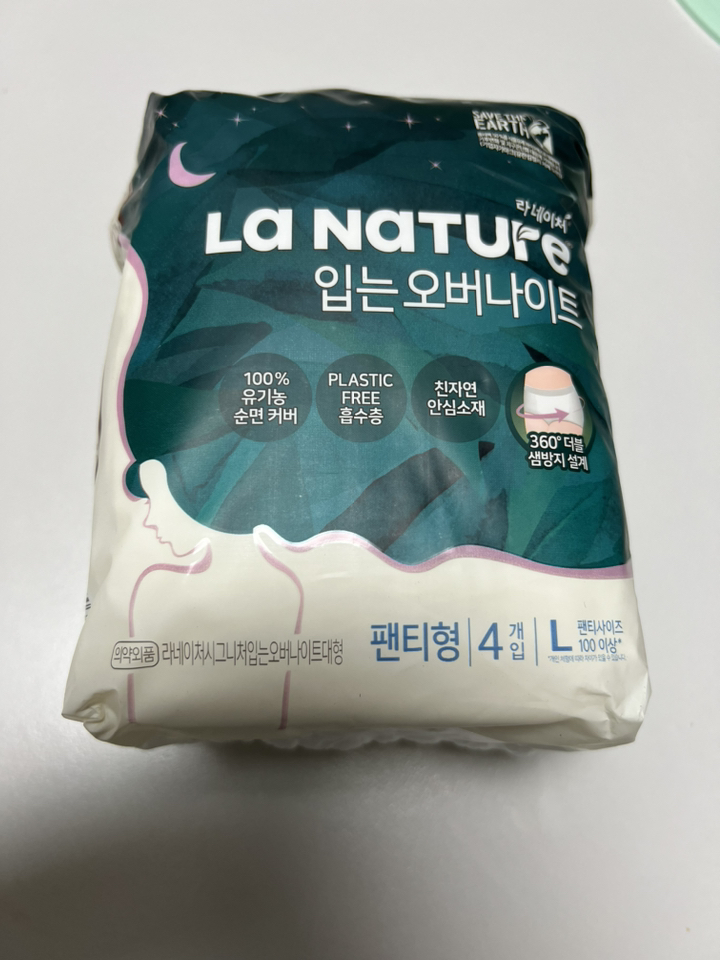 SAVE THE
EARTH
라네이처
La Nature
입는 오버나이트
100%
유기농
순면 커버
PLASTIC
FREE
흡수층
친자연
안심소재
360° 더블
샘방지 설계
의약외품 라네이처시그니처입는오버나이트대형
팬티형
4 개입
L 팬티사이즈
100 이상*